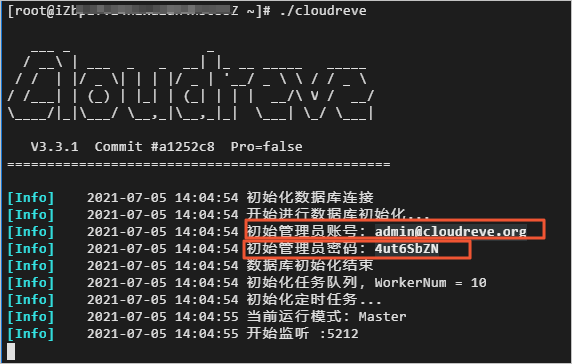 [root@iZbp ~]# ./cloudreve
V3.3.1 Commit #a1252c8 Pro=false
================================================
[Info] 2021-07-05 14:04:54 初始化数据库连接
[Info] 2021-07-05 14:04:54 开始进行数据库初始化...
[Info] 2021-07-05 14:04:54 初始管理员账号: admin@cloudreve.org
[Info] 2021-07-05 14:04:54 初始管理员密码: 4ut6SbZN
[Info] 2021-07-05 14:04:54 数据库初始化结束
[Info] 2021-07-05 14:04:54 初始化任务队列, WorkerNum = 10
[Info] 2021-07-05 14:04:54 初始化定时任务...
[Info] 2021-07-05 14:04:55 当前运行模式: Master
[Info] 2021-07-05 14:04:55 开始监听 :5212